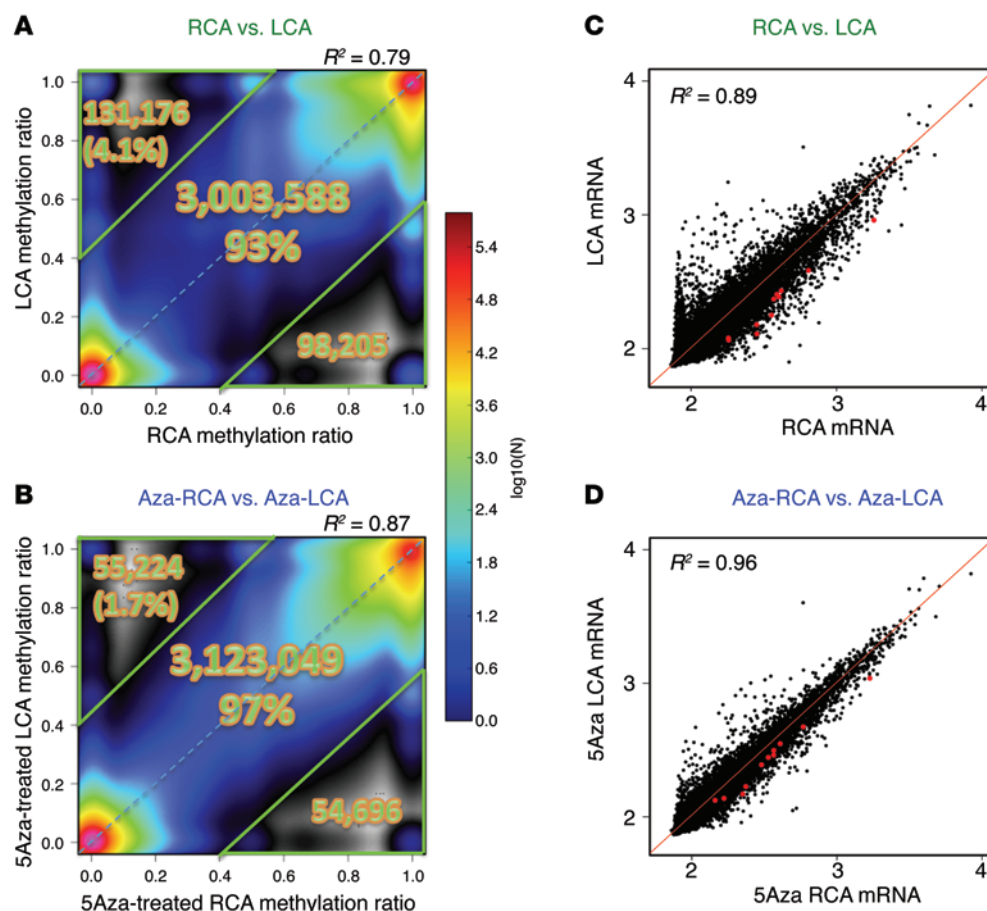 A
RCA vs. LCA
R² = 0.79
LCA methylation ratio
1.0
0.8
0.6
0.4
0.2
0.0
131,176
(4.1%)
3,003,588
93%
98,205
0.0
0.2
0.4
0.6
0.8
1.0
RCA methylation ratio
B
Aza-RCA vs. Aza-LCA
R² = 0.87
5Aza-treated LCA methylation ratio
1.0
0.8
0.6
0.4
0.2
0.0
55,224
(1.7%)
3,123,049
97%
54,696
0.0
0.2
0.4
0.6
0.8
1.0
5Aza-treated RCA methylation ratio
5.4
4.8
4.2
3.6
3.0
2.4
1.8
1.2
0.6
0.0
log10(N)
C
RCA vs. LCA
R² = 0.89
LCA mRNA
4
3
2
2
3
4
RCA mRNA
D
Aza-RCA vs. Aza-LCA
R² = 0.96
5Aza LCA mRNA
4
3
2
2
3
4
5Aza RCA mRNA